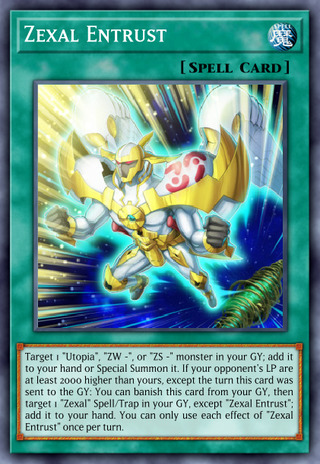 Zexal Entrust
[Spell Card]
39
Target 1 "Utopia", "ZW -", or "ZS -" monster in your GY; add it
to your hand or Special Summon it. If your opponent's LP are
at least 2000 higher than yours, except the turn this card was
sent to the GY: You can banish this card from your GY, then
target 1 "Zexal" Spell/Trap in your GY, except "Zexal Entrust";
add it to your hand. You can only use each effect of "Zexal
Entrust" once per turn.